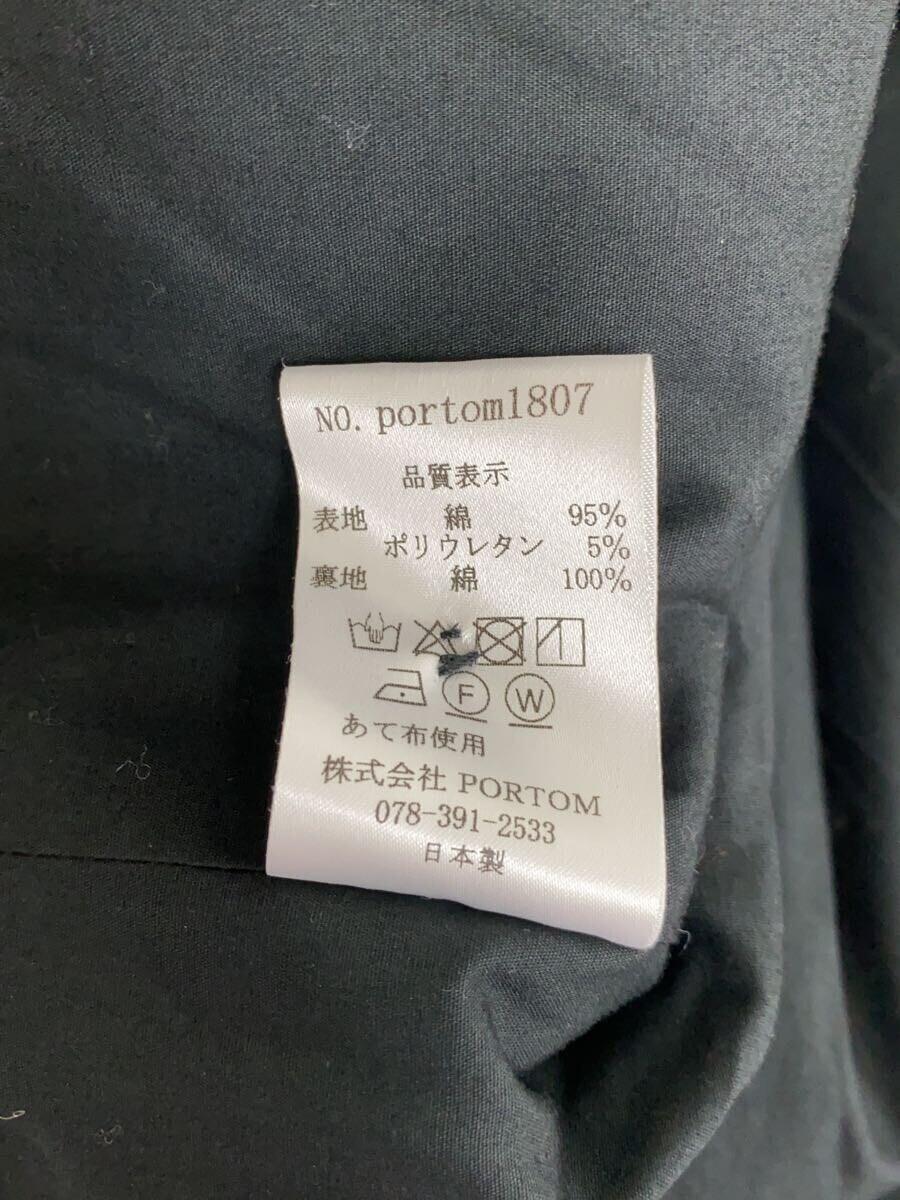 NO. portom1807
品質表示
表地 綿 95%
ポリウレタン 5%
裏地 綿 100%
F W
あて布使用
株式会社 PORTOM
078-391-2533
日本製